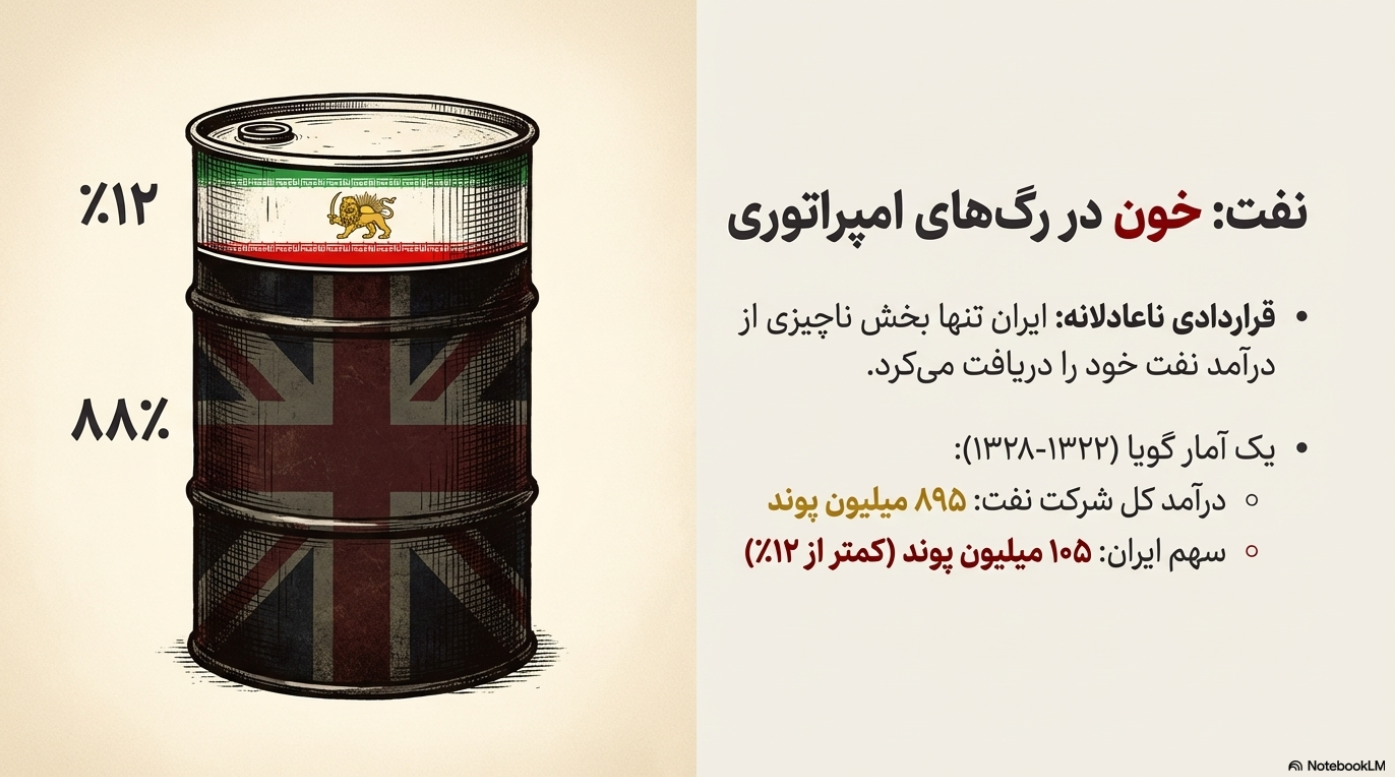 نفت: خون در رگ‌های امپراتوری
• قراردادی ناعادلانه: ایران تنها بخش ناچیزی از
درآمد نفت خود را دریافت می‌کرد.
• یک آمار گویا (۱۳۲۲-۱۳۲۸):
○ درآمد کل شرکت نفت: ۸۹۵ میلیون پوند
○ سهم ایران: ۱۰۵ میلیون پوند (کمتر از ۱۲٪)
٪۱۲
۸۸٪
NotebookLM